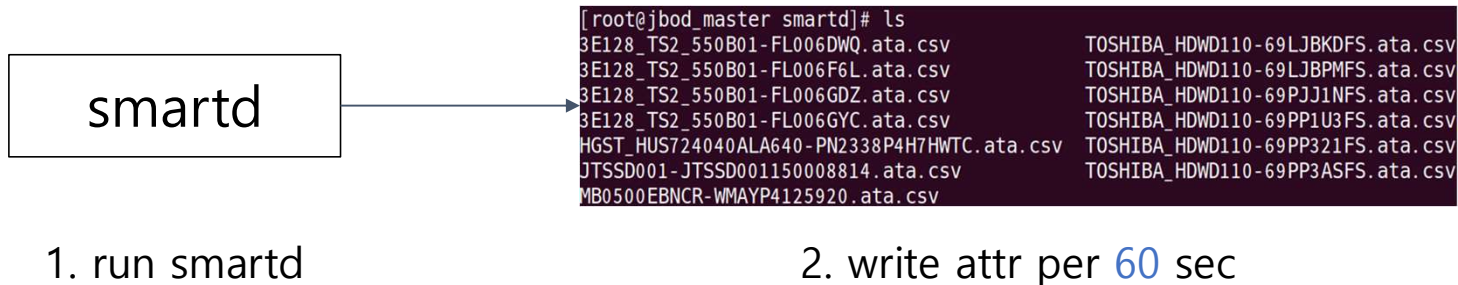 [root@jbod_master smartd]# ls
3E128_TS2_550B01-FL006DWQ.ata.csv TOSHIBA_HDWD110-69LJBKDFS.ata.csv
3E128_TS2_550B01-FL006F6L.ata.csv TOSHIBA_HDWD110-69LJBPMFS.ata.csv
3E128_TS2_550B01-FL006GDZ.ata.csv TOSHIBA_HDWD110-69PJJ1NFS.ata.csv
3E128_TS2_550B01-FL006GYC.ata.csv TOSHIBA_HDWD110-69PP1U3FS.ata.csv
HGST_HUS724040ALA640-PN2338P4H7HWTC.ata.csv TOSHIBA_HDWD110-69PP321FS.ata.csv
JTSSD001-JTSSD001150008814.ata.csv TOSHIBA_HDWD110-69PP3ASFS.ata.csv
MB0500EBNCR-WMAYP4125920.ata.csv
smartd
1. run smartd
2. write attr per 60 sec